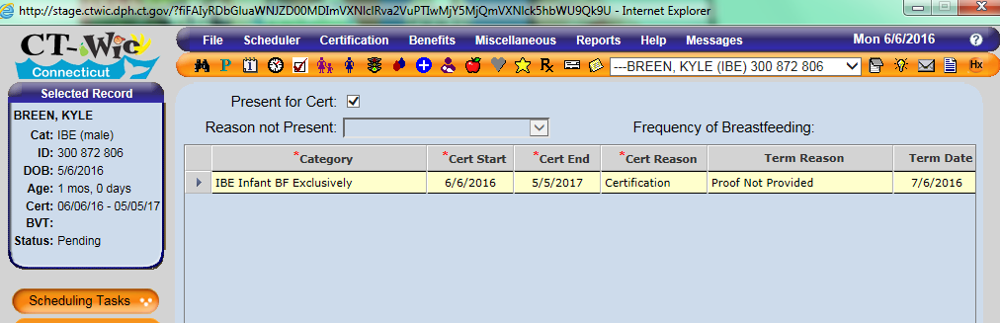 http://stage.ctwic.dph.ct.gov/?fiFAIyRDbGluaWNJZD00MDImVXNlclRva2VuPTIwMjY5MjQmVXNlck5hbWU9Qk9U - Internet Explorer
CT-Wic
Connecticut
File Scheduler Certification Benefits Miscellaneous Reports Help Messages Mon 6/6/2016 ?
P Rx ---BREEN, KYLE (IBE) 300 872 806 Hx
Selected Record
BREEN, KYLE
Cat: IBE (male)
ID: 300 872 806
DOB: 5/6/2016
Age: 1 mos, 0 days
Cert: 06/06/16 - 05/05/17
BVT:
Status: Pending
Scheduling Tasks
Present for Cert:
Reason not Present: Frequency of Breastfeeding:
*Category *Cert Start *Cert End *Cert Reason Term Reason Term Date
IBE Infant BF Exclusively 6/6/2016 5/5/2017 Certification Proof Not Provided 7/6/2016